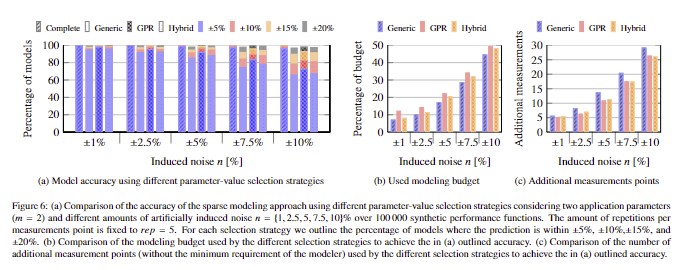 Complete Generic GPR Hybrid ±5% ±10% ±15% ±20%
Generic GPR Hybrid
Generic GPR Hybrid
Percentage of models
100
80
60
40
20
0
±1% ±2.5% ±5% ±7.5% ±10%
Induced noise n [%]
(a) Model accuracy using different parameter-value selection strategies
Percentage of budget
50
40
30
20
10
0
±1 ±2.5 ±5 ±7.5 ±10
Induced noise n [%]
(b) Used modeling budget
Additional measurements
30
25
20
15
10
5
0
±1 ±2.5 ±5 ±7.5 ±10
Induced noise n [%]
(c) Additional measurements points
Figure 6: (a) Comparison of the accuracy of the sparse modeling approach using different parameter-value selection strategies considering two application parameters
(m = 2) and different amounts of artificially induced noise n = {1, 2.5, 5, 7.5, 10}% over 100 000 synthetic performance functions. The amount of repetitions per
measurements point is fixed to rep = 5. For each selection strategy we outline the percentage of models where the prediction is within ±5%, ±10%,±15%, and
±20%. (b) Comparison of the modeling budget used by the different selection strategies to achieve the in (a) outlined accuracy. (c) Comparison of the number of
additional measurement points (without the minimum requirement of the modeler) used by the different selection strategies to achieve the in (a) outlined accuracy.